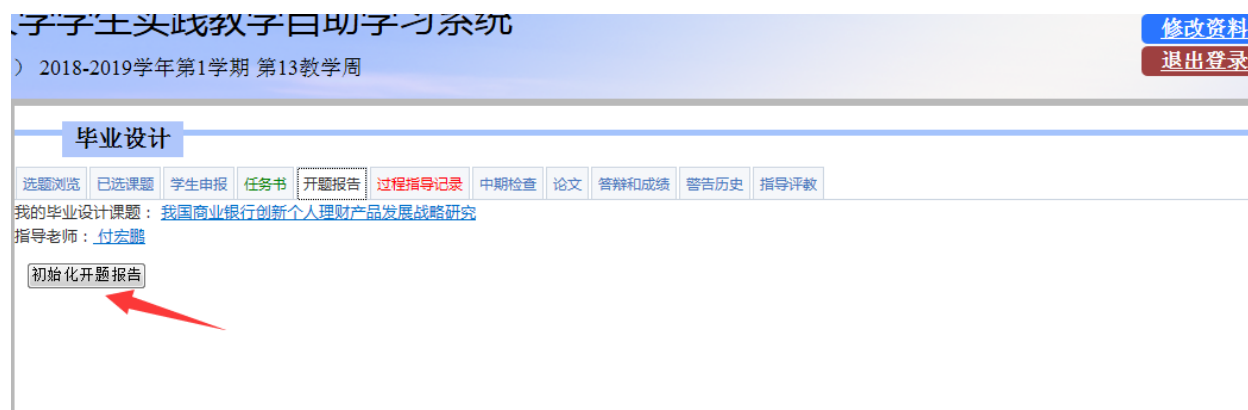 学学生实践教学自助学习系统
修改资料
） 2018-2019学年第1学期 第13教学周
退出登录
毕业设计
选题浏览 已选课题 学生申报 任务书 开题报告 过程指导记录 中期检查 论文 答辩和成绩 警告历史 指导评教
我的毕业设计课题： 我国商业银行创新个人理财产品发展战略研究
指导老师： 付宏鹏
初始化开题报告